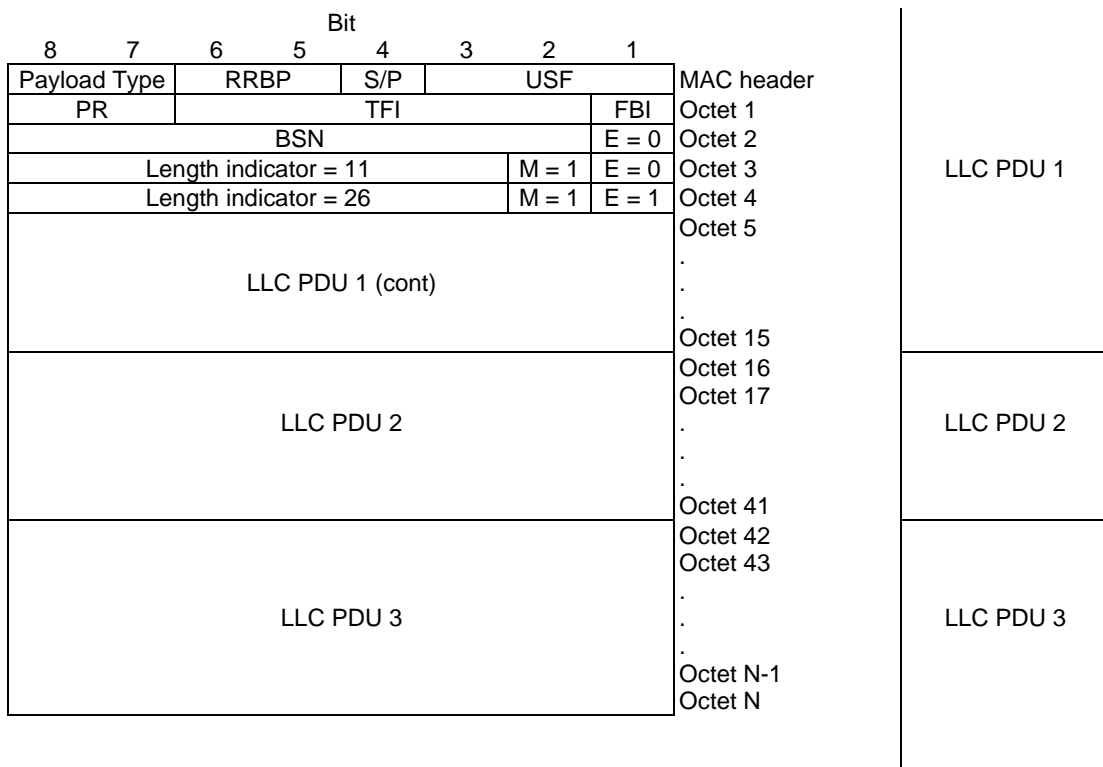 Bit
8 7 6 5 4 3 2 1
Payload Type RRBP S/P USF MAC header
PR TFI FBI Octet 1
BSN E = 0 Octet 2
Length indicator = 11 M = 1 E = 0 Octet 3 LLC PDU 1
Length indicator = 26 M = 1 E = 1 Octet 4
Octet 5
.
LLC PDU 1 (cont) .
.
Octet 15
Octet 16
Octet 17
LLC PDU 2 . LLC PDU 2
.
.
Octet 41
Octet 42
Octet 43
.
LLC PDU 3 . LLC PDU 3
.
Octet N-1
Octet N